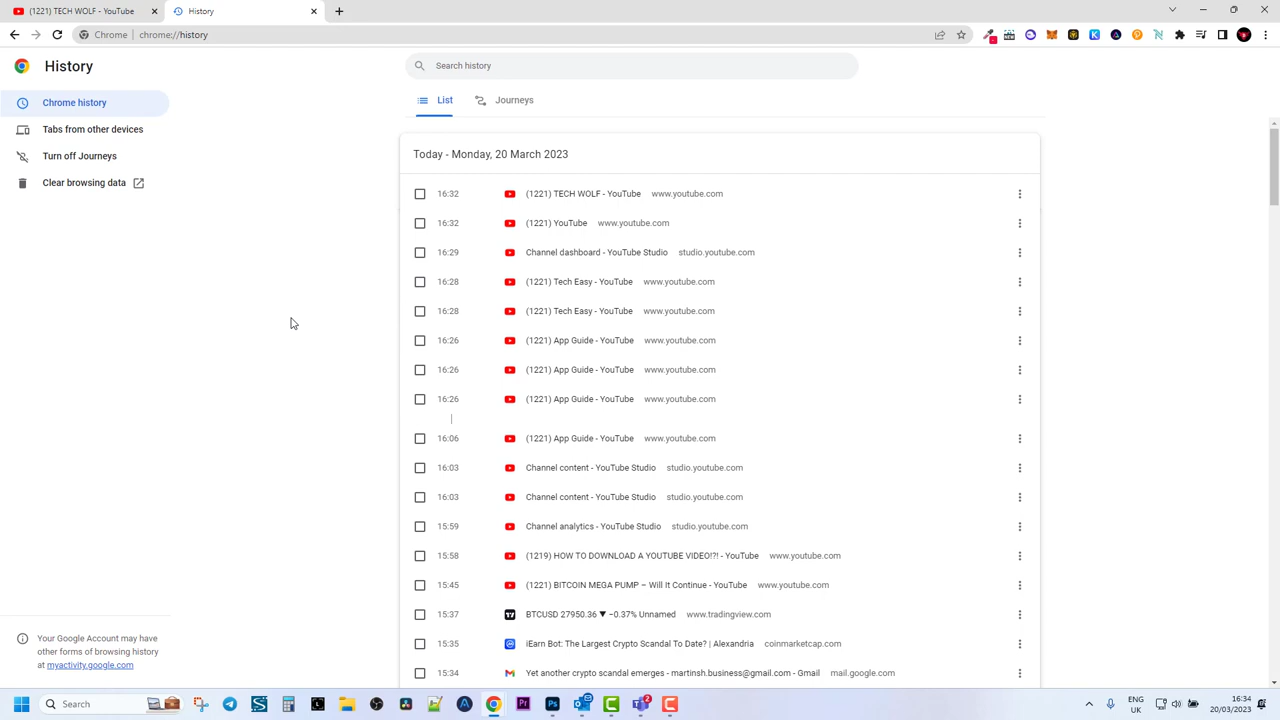 (1221) TECH WOLF - YouTube
History
Chrome
chrome://history
History
Search history
Chrome history
Tabs from other devices
Turn off Journeys
Clear browsing data
List
Journeys
Today - Monday, 20 March 2023
16:32 (1221) TECH WOLF - YouTube www.youtube.com
16:32 (1221) YouTube www.youtube.com
16:29 Channel dashboard - YouTube Studio studio.youtube.com
16:28 (1221) Tech Easy - YouTube www.youtube.com
16:28 (1221) Tech Easy - YouTube www.youtube.com
16:26 (1221) App Guide - YouTube www.youtube.com
16:26 (1221) App Guide - YouTube www.youtube.com
16:26 (1221) App Guide - YouTube www.youtube.com
16:06 (1221) App Guide - YouTube www.youtube.com
16:03 Channel content - YouTube Studio studio.youtube.com
16:03 Channel content - YouTube Studio studio.youtube.com
15:59 Channel analytics - YouTube Studio studio.youtube.com
15:58 (1219) HOW TO DOWNLOAD A YOUTUBE VIDEO!?! - YouTube www.youtube.com
15:45 (1221) BITCOIN MEGA PUMP – Will It Continue - YouTube www.youtube.com
15:37 BTCUSD 27950.36 ▼ −0.37% Unnamed www.tradingview.com
15:35 iEarn Bot: The Largest Crypto Scandal To Date? | Alexandria coinmarketcap.com
15:34 Yet another crypto scandal emerges - martinsh.business@gmail.com - Gmail mail.google.com
Your Google Account may have
other forms of browsing history
at myactivity.google.com
Search
ENG
UK
16:34
20/03/2023